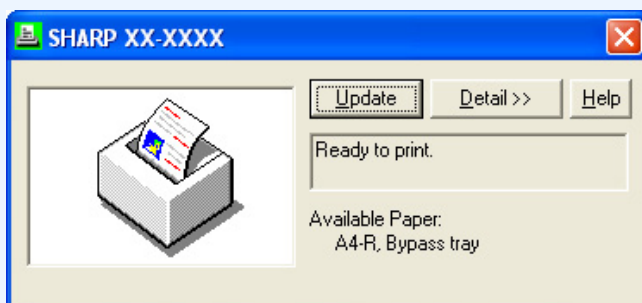 SHARP XX-XXXX
Update Detail >> Help
Ready to print.
Available Paper:
A4-R, Bypass tray